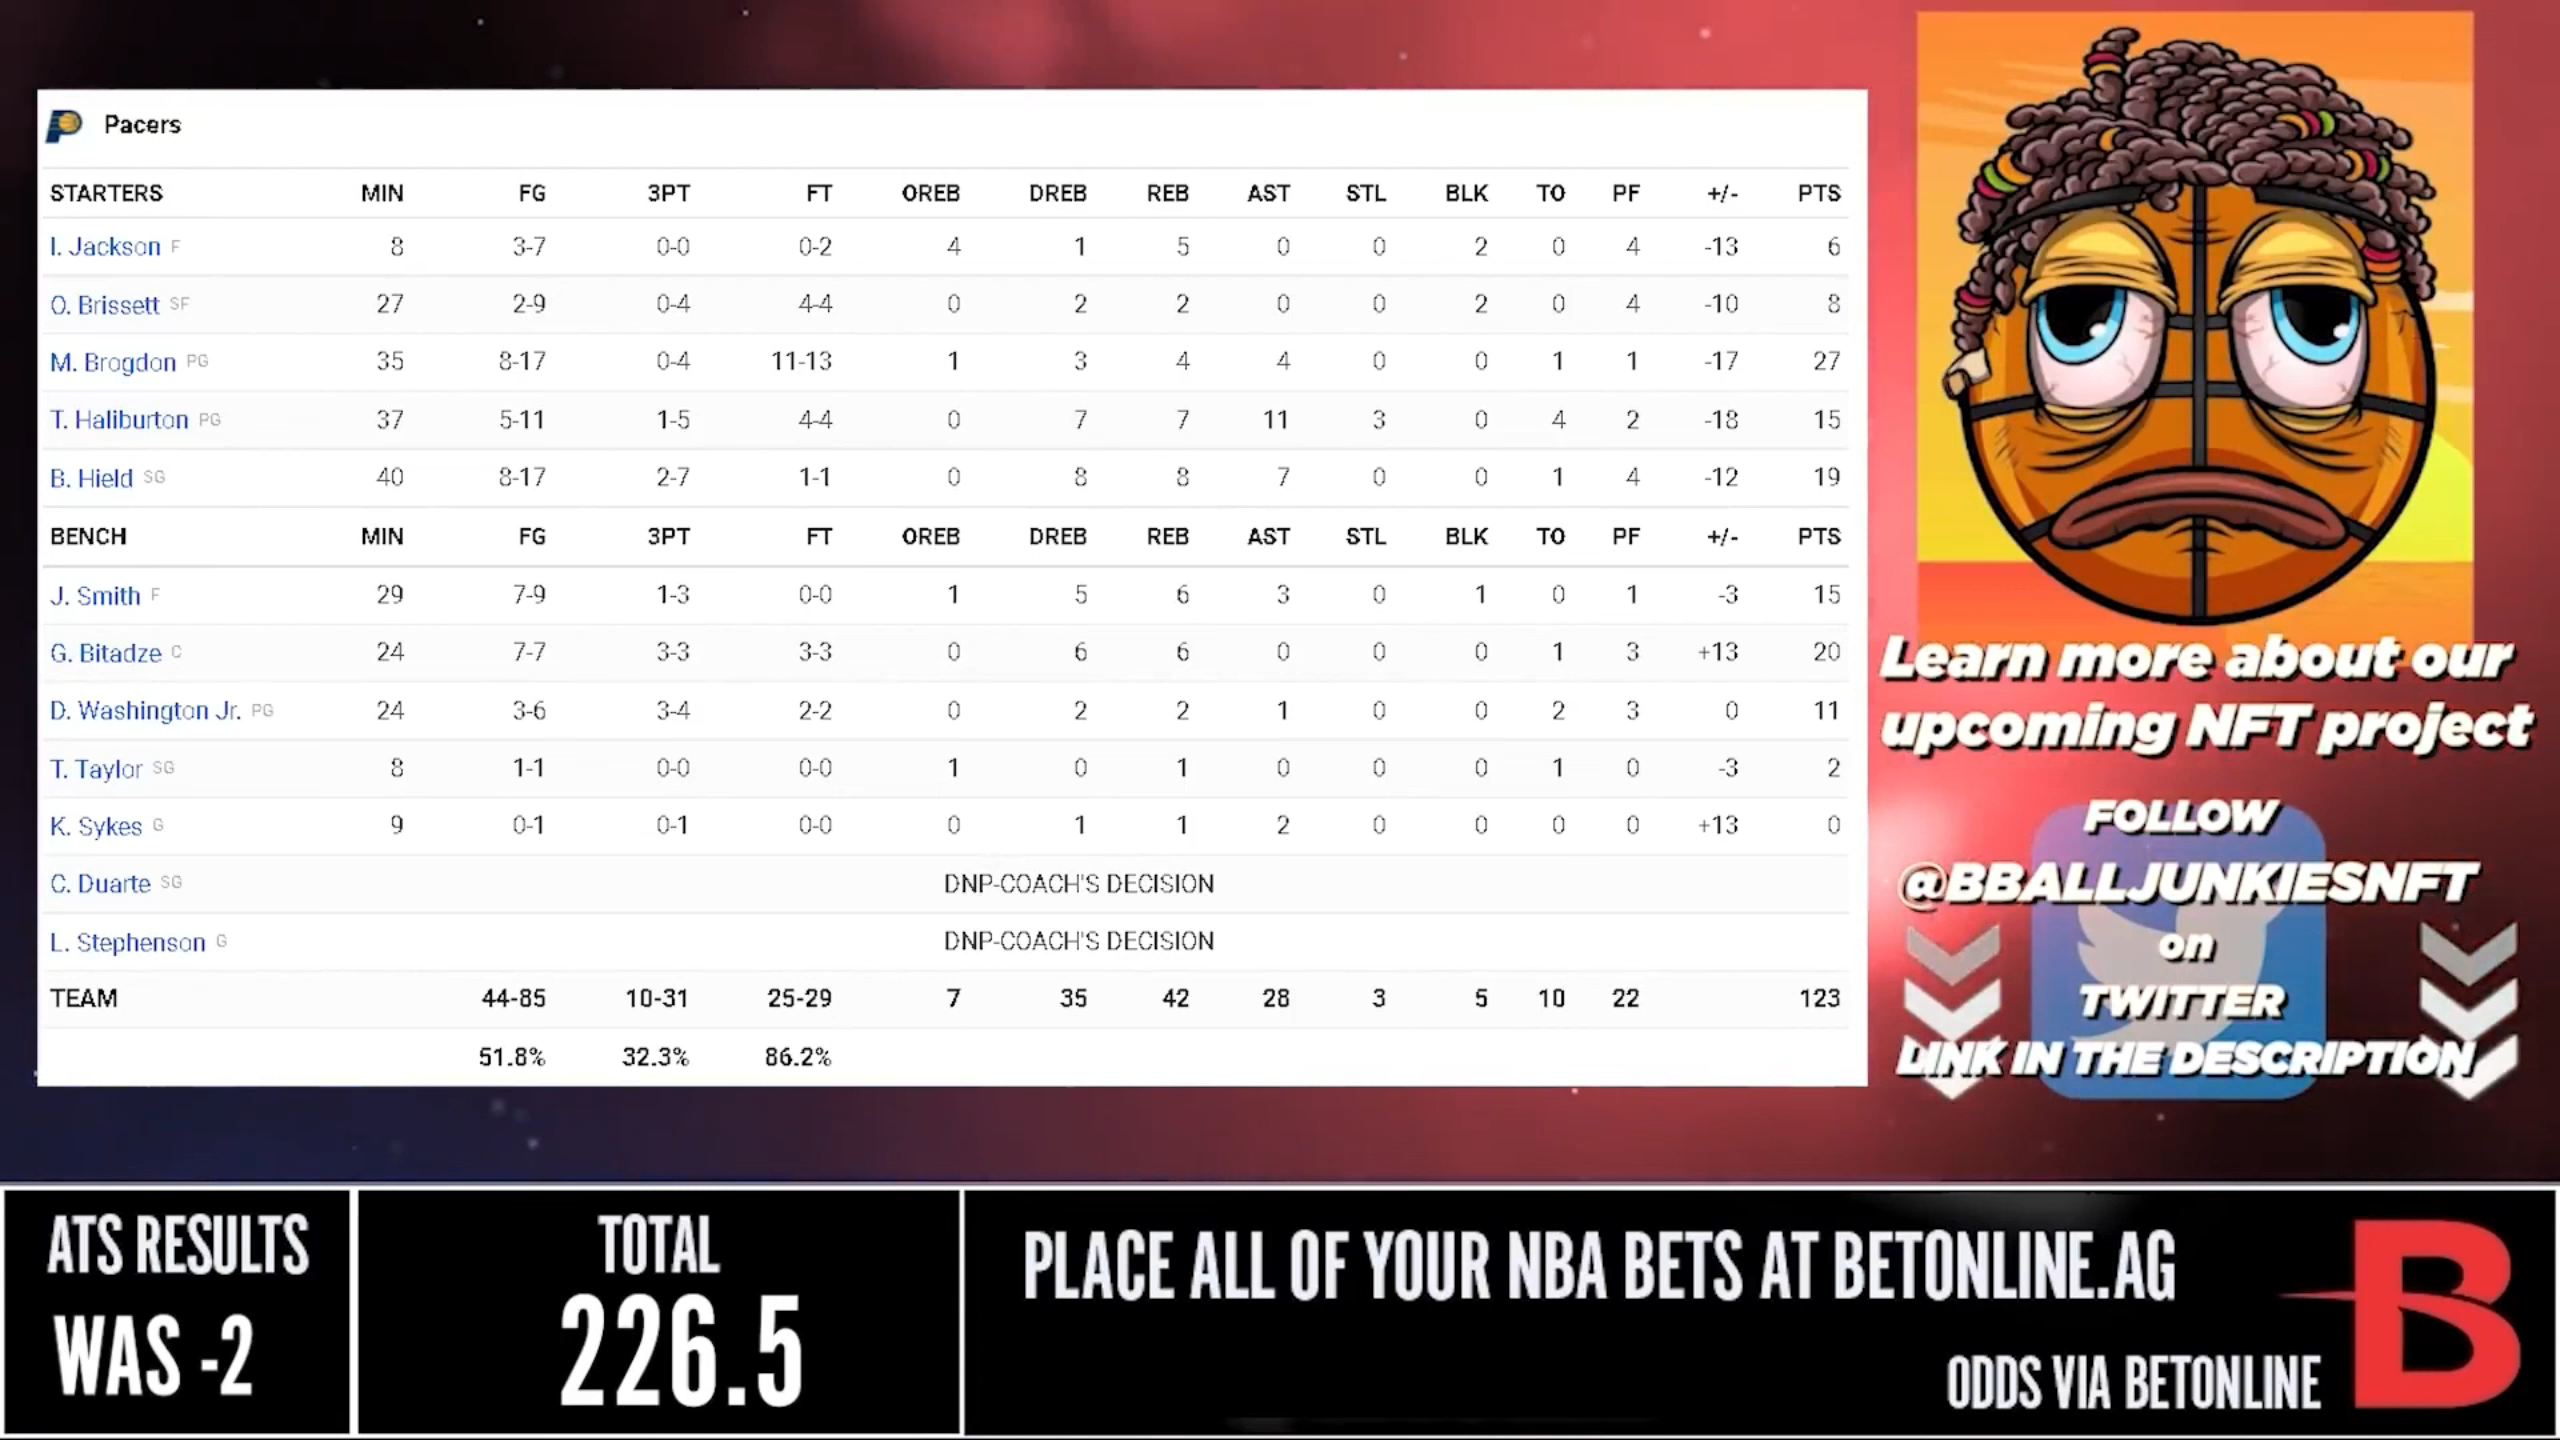 Pacers
STARTERS MIN FG 3PT FT OREB DREB REB AST STL BLK TO PF +/- PTS
I. Jackson F 8 3-7 0-0 0-2 4 1 5 0 0 2 0 4 -13 6
O. Brissett SF 27 2-9 0-4 4-4 0 2 2 0 0 2 0 4 -10 8
M. Brogdon PG 35 8-17 0-4 11-13 1 3 4 4 0 0 1 1 -17 27
T. Haliburton PG 37 5-11 1-5 4-4 0 7 7 11 3 0 4 2 -18 15
B. Hield SG 40 8-17 2-7 1-1 0 8 8 7 0 0 1 4 -12 19
BENCH MIN FG 3PT FT OREB DREB REB AST STL BLK TO PF +/- PTS
J. Smith F 29 7-9 1-3 0-0 1 5 6 3 0 1 0 1 -3 15
G. Bitadze C 24 7-7 3-3 3-3 0 6 6 0 0 0 1 3 +13 20
D. Washington Jr. PG 24 3-6 3-4 2-2 0 2 2 1 0 0 2 3 0 11
T. Taylor SG 8 1-1 0-0 0-0 1 0 1 0 0 0 1 0 -3 2
K. Sykes G 9 0-1 0-1 0-0 0 1 1 2 0 0 0 0 +13 0
C. Duarte SG DNP-COACH'S DECISION
L. Stephenson G DNP-COACH'S DECISION
TEAM 44-85 10-31 25-29 7 35 42 28 3 5 10 22 123
51.8% 32.3% 86.2%
Learn more about our
upcoming NFT project
FOLLOW
@BBALLJUNKIESNFT
on
TWITTER
LINK IN THE DESCRIPTION
ATS RESULTS
WAS -2
TOTAL
226.5
PLACE ALL OF YOUR NBA BETS AT BETONLINE.AG
ODDS VIA BETONLINE
B